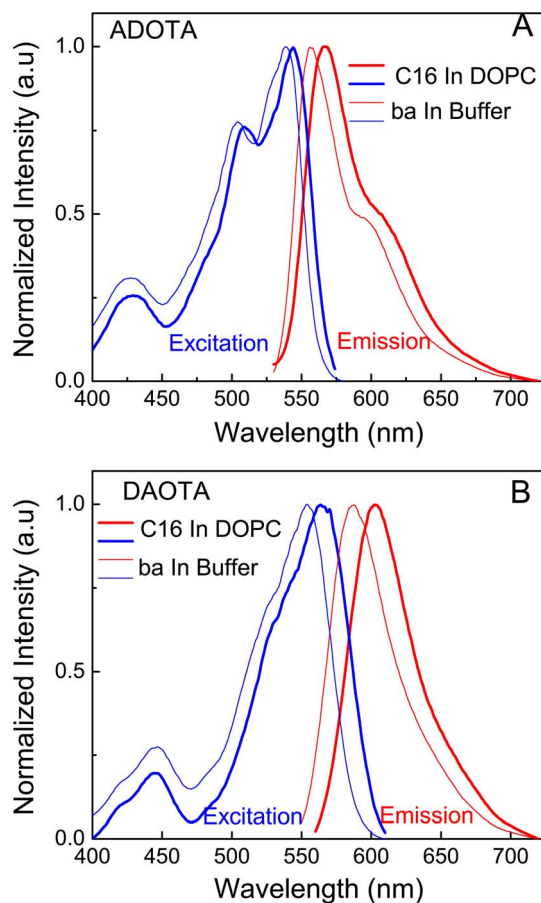 ADOTA
A
C16 In DOPC
ba In Buffer
Excitation
Emission
Normalized Intensity (a.u)
1.0
0.5
0.0
400 450 500 550 600 650 700
Wavelength (nm)
DAOTA
B
C16 In DOPC
ba In Buffer
Excitation
Emission
Normalized Intensity (a.u)
1.0
0.5
0.0
400 450 500 550 600 650 700
Wavelength (nm)